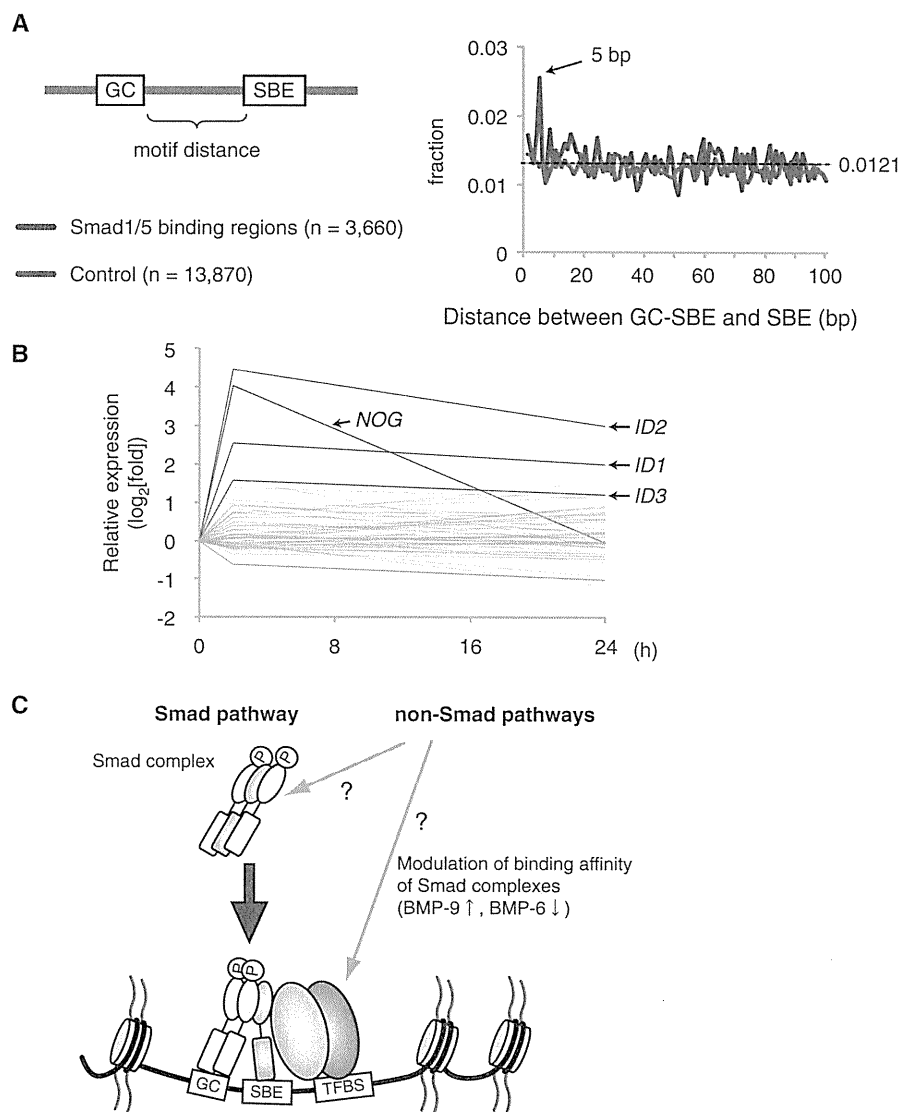 A
GC
SBE
motif distance
Smad1/5 binding regions (n = 3,660)
Control (n = 13,870)
fraction
0.03
0.02
0.01
0
5 bp
0.0121
0 20 40 60 80 100
Distance between GC-SBE and SBE (bp)
B
Relative expression
(log2[fold])
5
4
3
2
1
0
-1
-2
NOG
ID2
ID1
ID3
0 8 16 24 (h)
C
Smad pathway
non-Smad pathways
Smad complex
P P
?
?
Modulation of binding affinity
of Smad complexes
(BMP-9 ↑, BMP-6 ↓)
P P
GC
SBE
TFBS